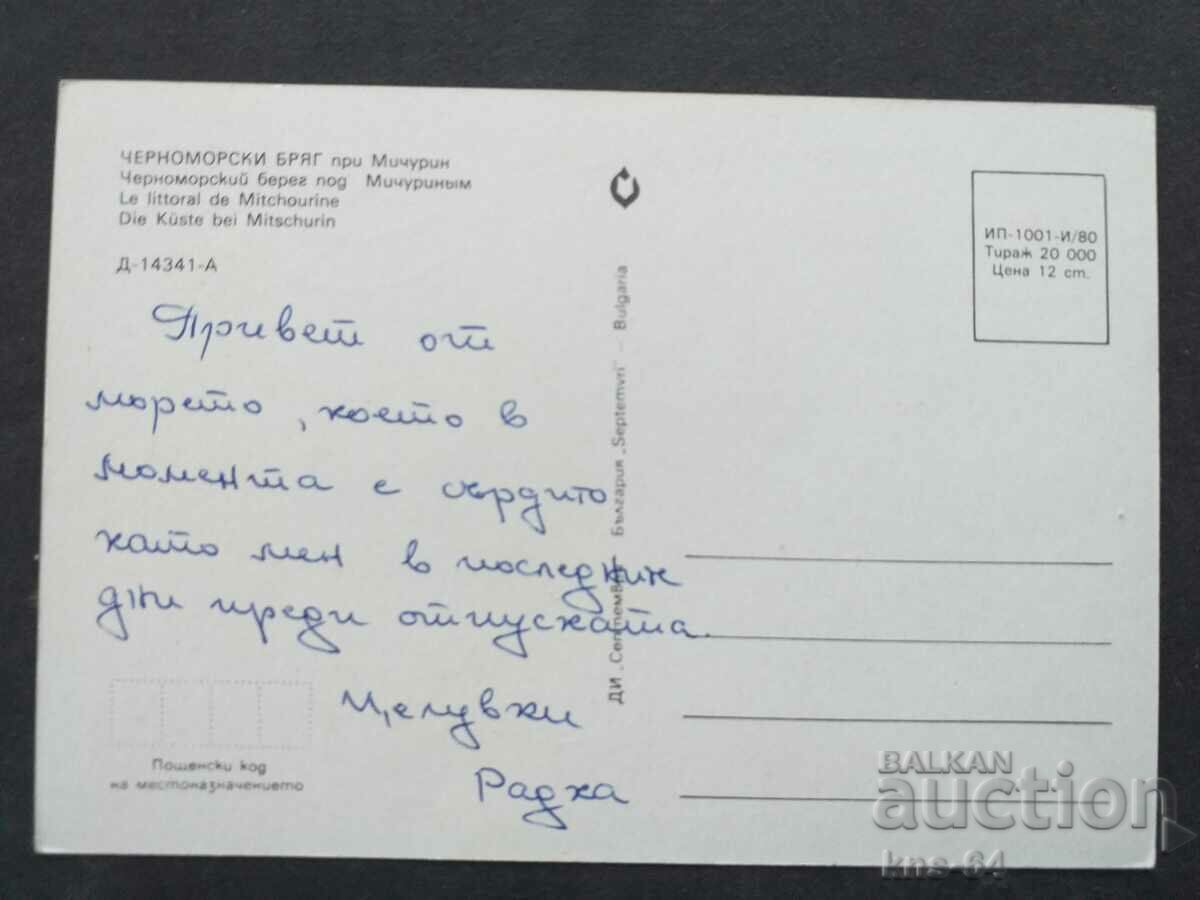 ЧЕРНОМОРСКИ БРЯГ при Мичурин
Черноморский берег под Мичуриным
Le littoral de Mitchourine
Die Küste bei Mitschurin
Д-14341-А
Привет от
морето, което в
момента е сърдито
като мен в последник
дни преди отпуската.
Целувки
Радка
Пощенски код
на местоназначението
ДИ „Септември" България „Septemvri" — Bulgaria
ИП-1001-И/80
Тираж 20 000
Цена 12 ст.
BALKAN
auction
kns-64